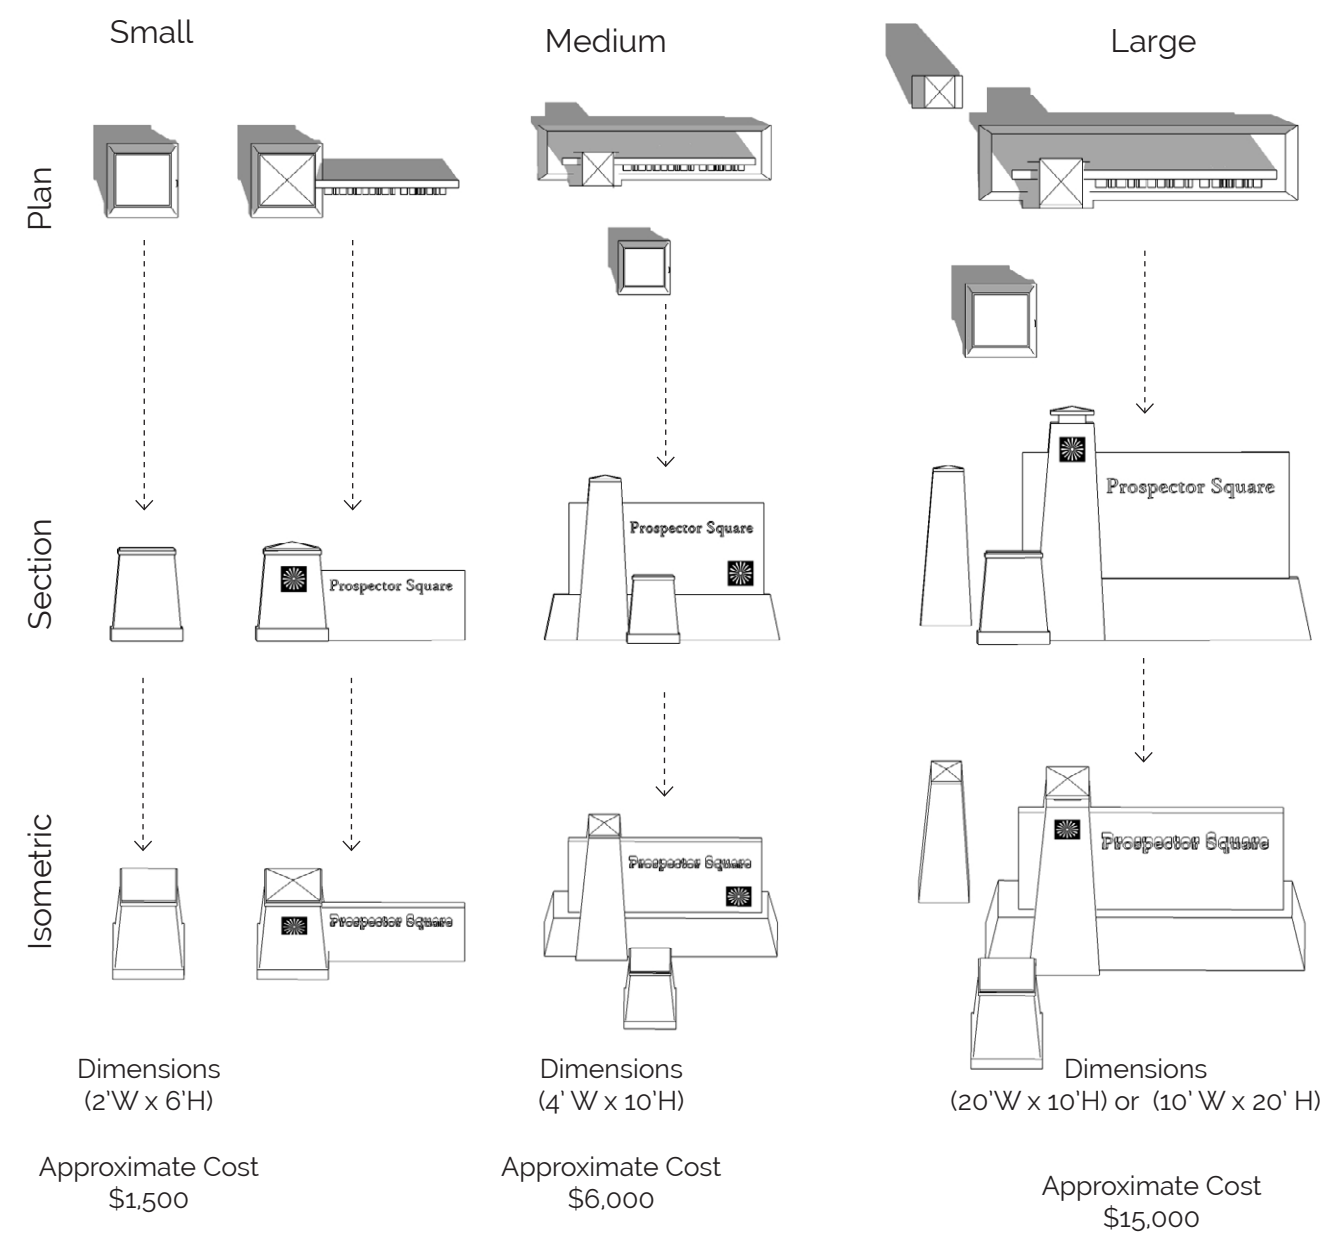 Small
Medium
Large
Plan
Section
Prospector Square
Prospector Square
Prospector Square
Isometric
Prospector Square
Prospector Square
Prospector Square
Dimensions
(2'W x 6'H)
Dimensions
(4' W x 10'H)
Dimensions
(20'W x 10'H) or (10' W x 20' H)
Approximate Cost
$1,500
Approximate Cost
$6,000
Approximate Cost
$15,000